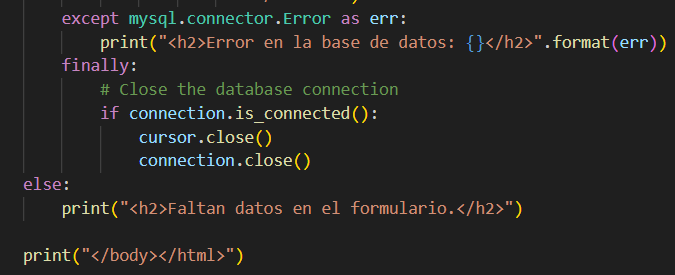 except mysql.connector.Error as err:
print("<h2>Error en la base de datos: {}</h2>".format(err))
finally:
# Close the database connection
if connection.is_connected():
cursor.close()
connection.close()
else:
print("<h2>Faltan datos en el formulario.</h2>")
print("</body></html>")